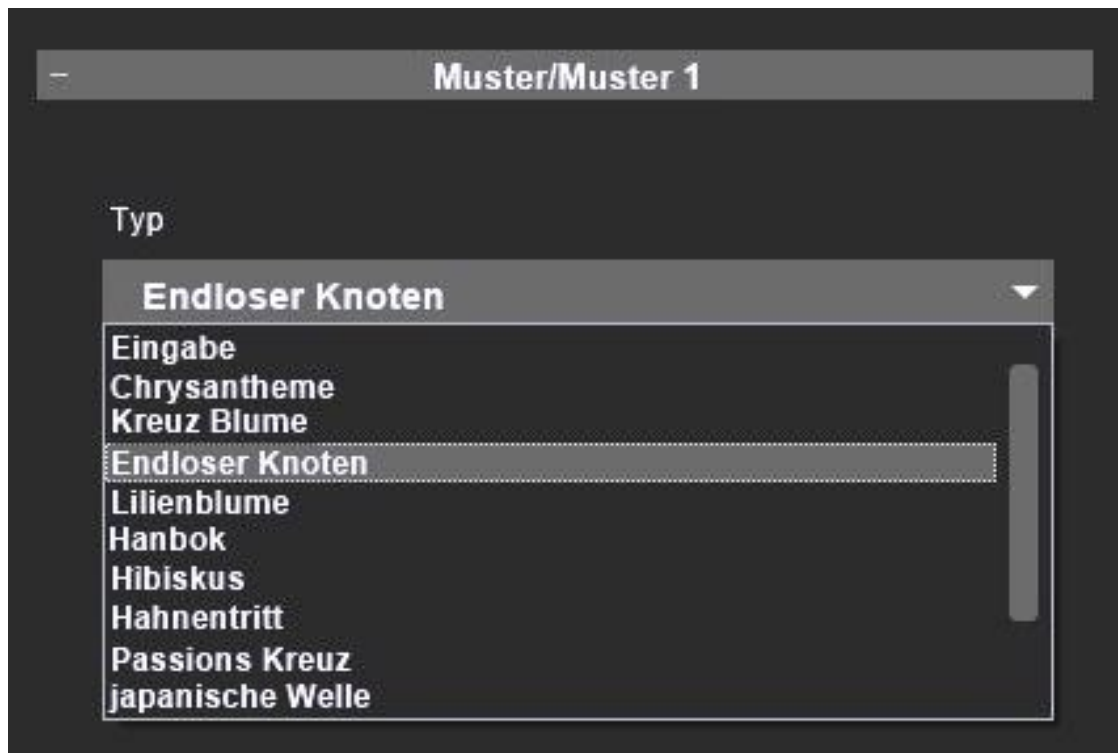 Muster/Muster 1
Typ
Endloser Knoten
Eingabe
Chrysantheme
Kreuz Blume
Endloser Knoten
Lilienblume
Hanbok
Hibiskus
Hahnentritt
Passions Kreuz
japanische Welle